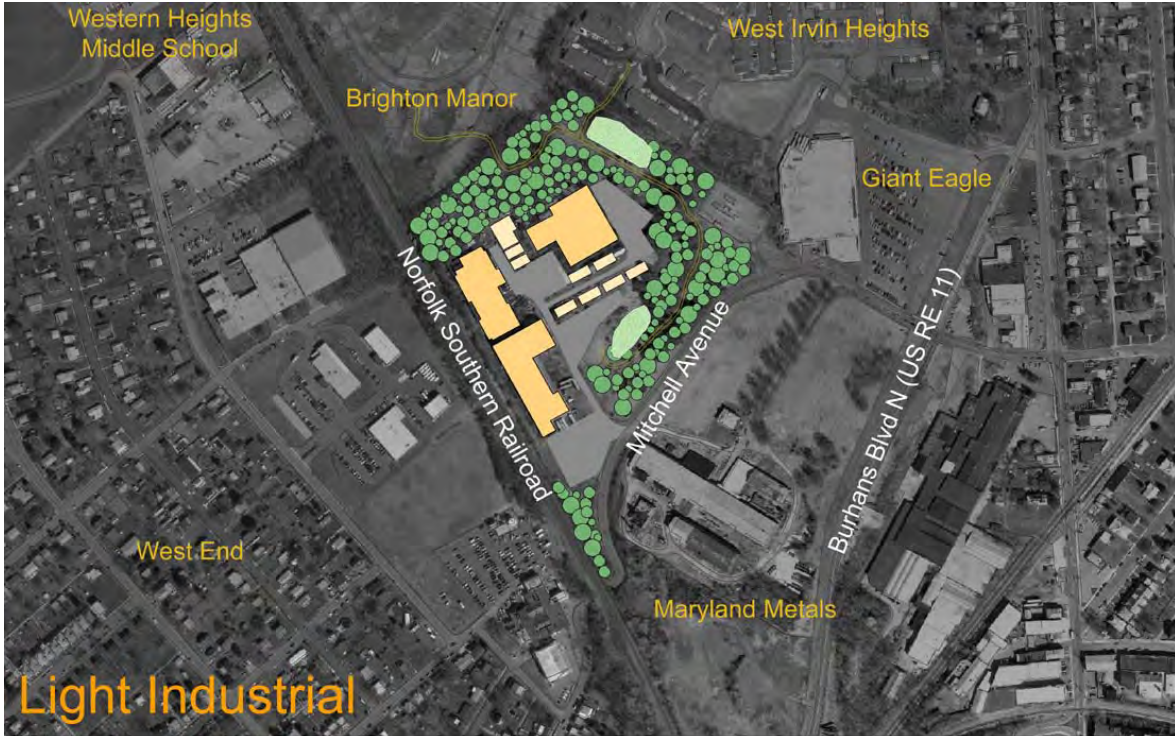 Western Heights
Middle School
West Irvin Heights
Brighton Manor
Giant Eagle
Norfolk Southern Railroad
Mitchell Avenue
Burhans Blvd N (US RE 11)
West End
Maryland Metals
Light Industrial